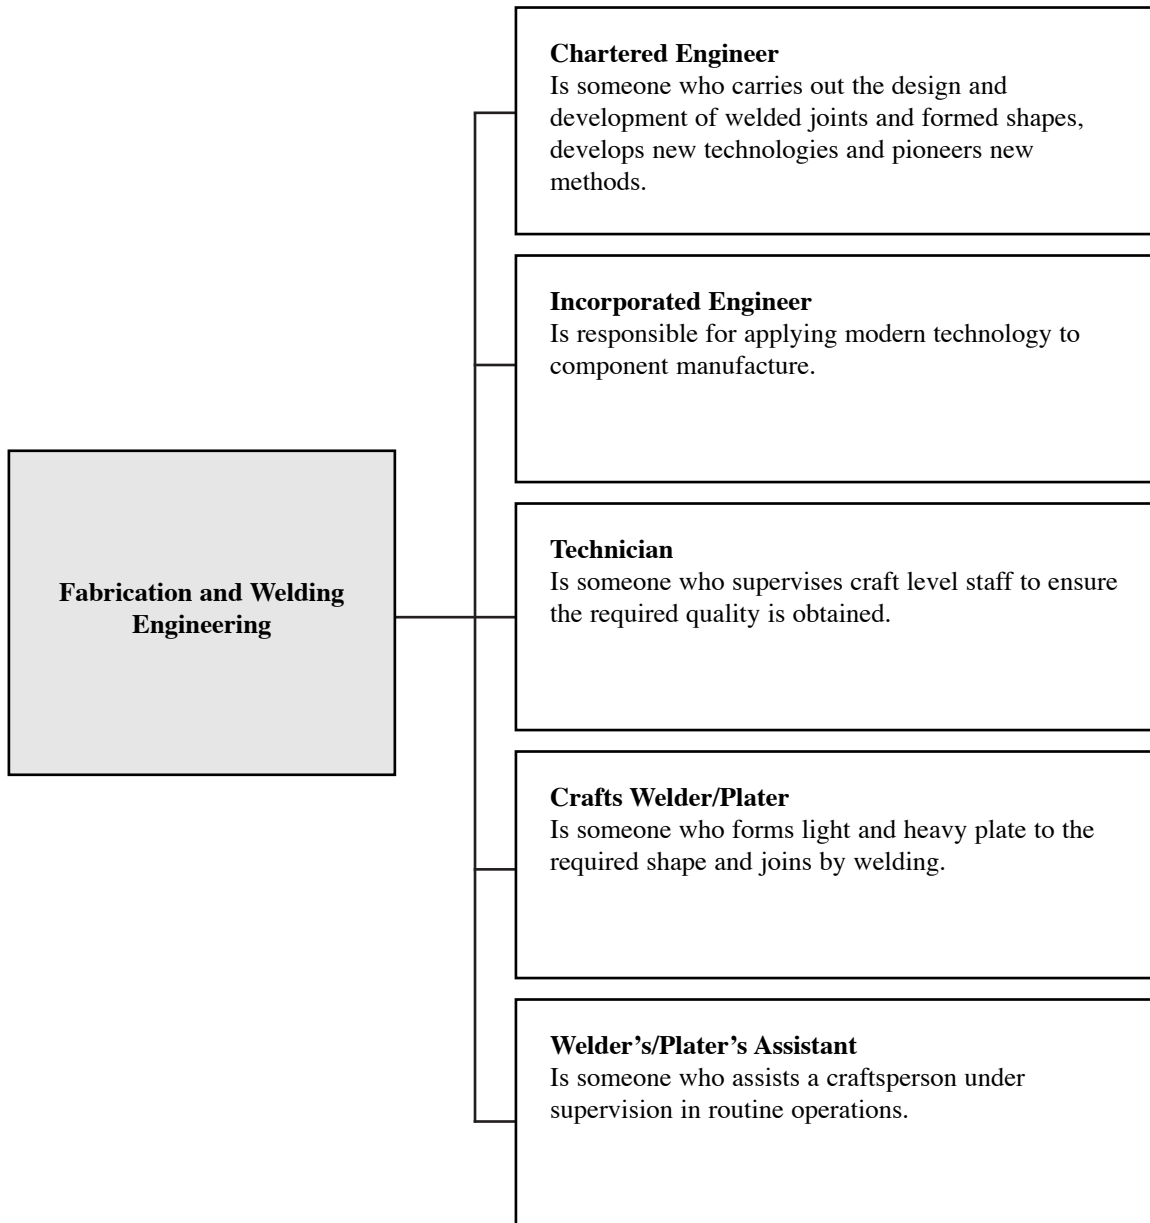 Chartered Engineer
Is someone who carries out the design and
development of welded joints and formed shapes,
develops new technologies and pioneers new
methods.
Incorporated Engineer
Is responsible for applying modern technology to
component manufacture.
Fabrication and Welding
Engineering
Technician
Is someone who supervises craft level staff to ensure
the required quality is obtained.
Crafts Welder/Plater
Is someone who forms light and heavy plate to the
required shape and joins by welding.
Welder’s/Plater’s Assistant
Is someone who assists a craftsperson under
supervision in routine operations.